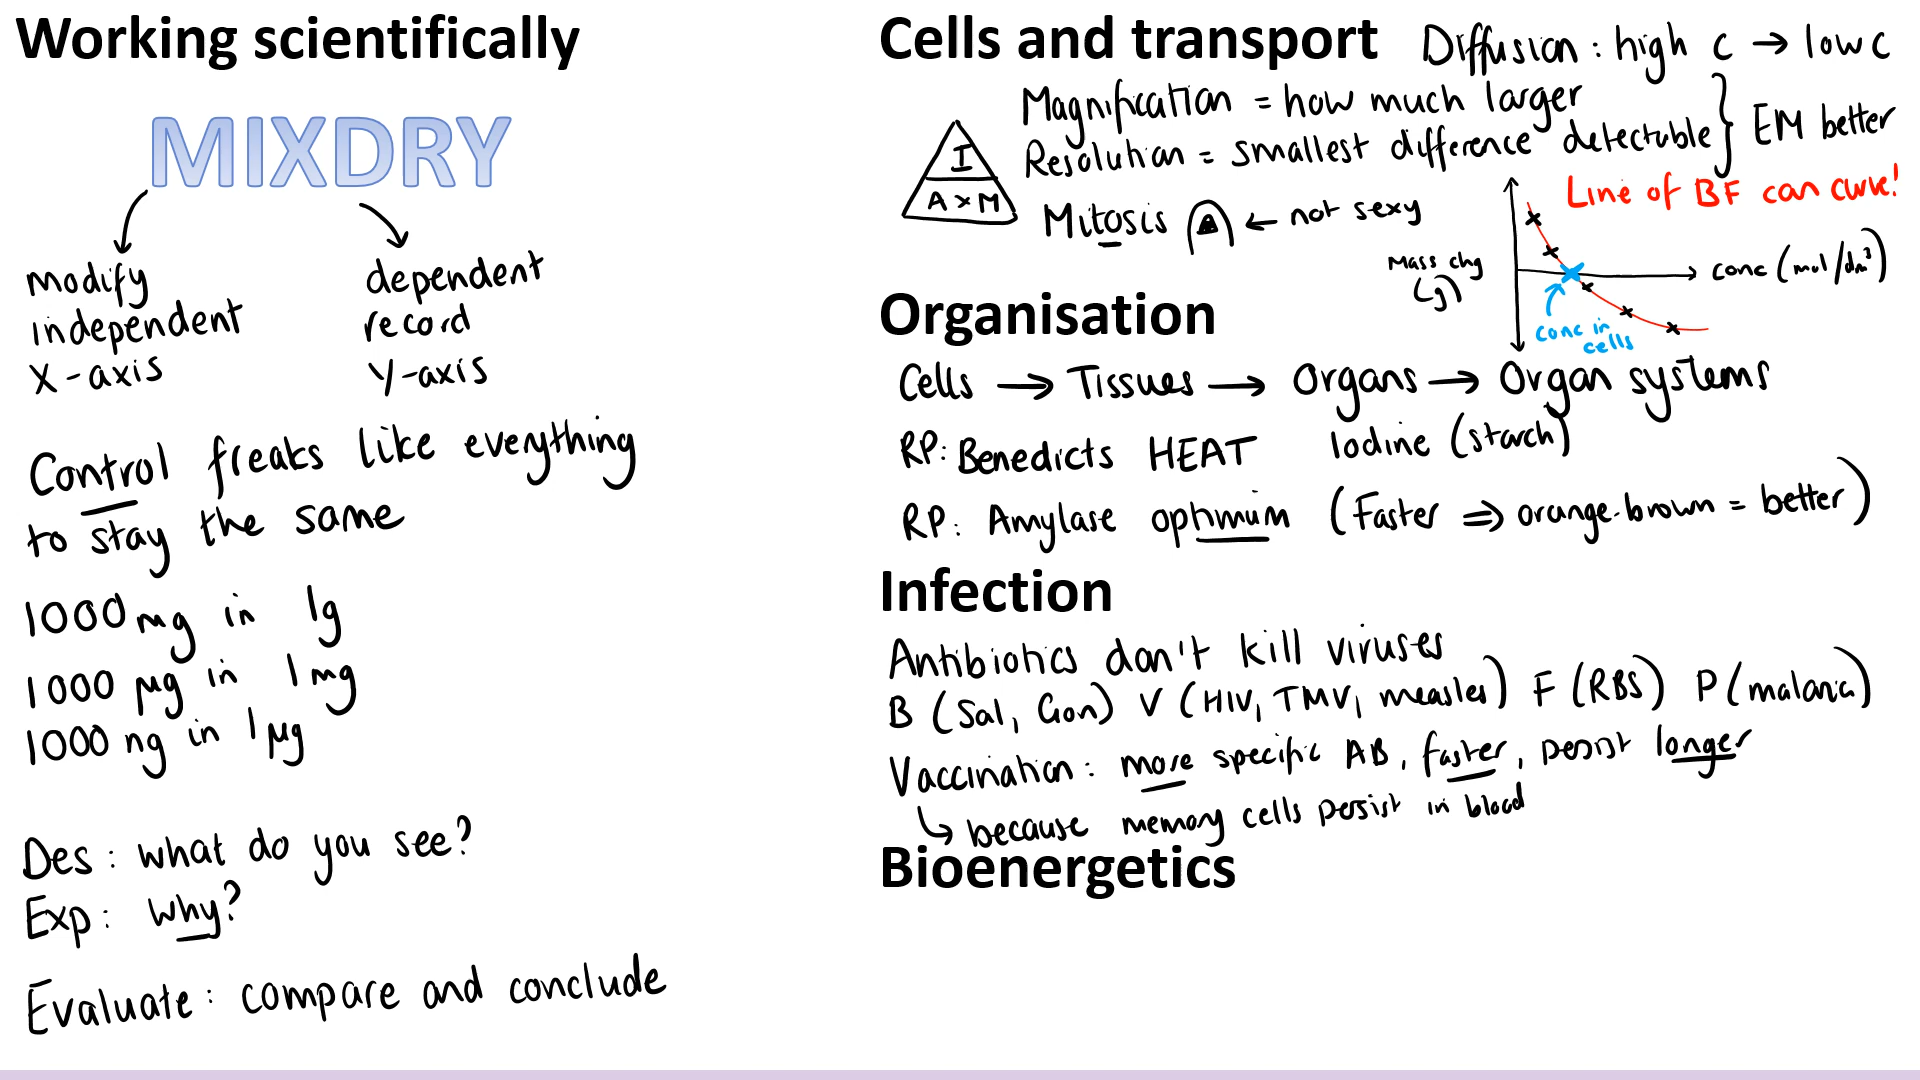 Working scientifically
MIXDRY
modify
independent
X-axis
dependent
record
Y-axis
Control freaks like everything
to stay the same
1000 mg in 1g
1000 µg in 1mg
1000 ng in 1µg
Des: what do you see?
Exp: why?
Evaluate: compare and conclude
Cells and transport
Diffusion: high c → low c
Magnification = how much larger
Resolution = smallest difference detectable
EM better
I
A × M
Mitosis ← not sexy
Line of BF can curve!
Mass chg
(g)
conc (mol/dm³)
conc in
cells
Organisation
Cells → Tissues → Organs → Organ systems
RP: Benedicts HEAT Iodine (starch)
RP: Amylase optimum (Faster ⇒ orange-brown = better)
Infection
Antibiotics don't kill viruses
B (Sal, Gon) V (HIV, TMV, measles) F (RBS) P (malaria)
Vaccination: more specific AB, faster, persist longer
↳ because memory cells persist in blood
Bioenergetics